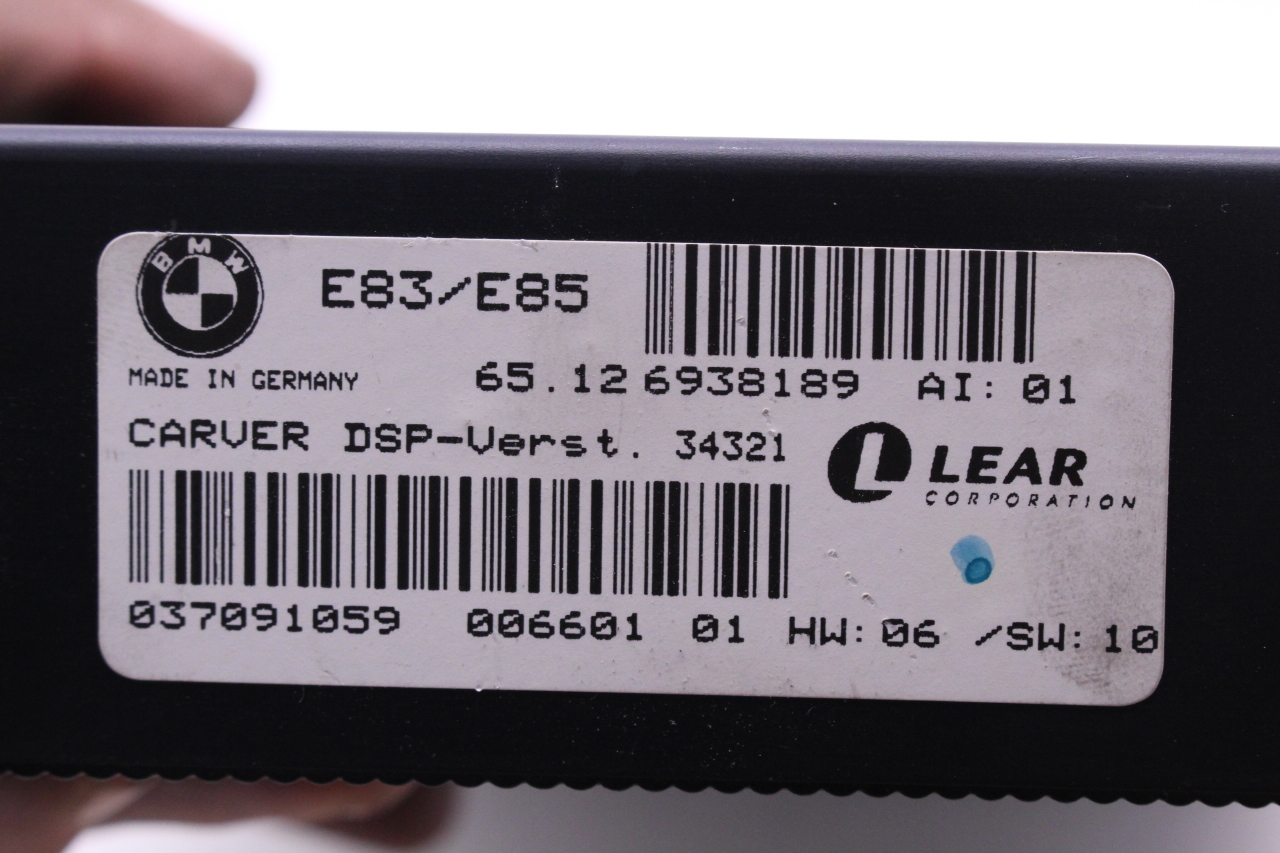 BMW
E83/E85
MADE IN GERMANY
65.12 6938189 AI: 01
CARVER DSP-Verst. 34321
LEAR
CORPORATION
037091059 006601 01 HW: 06 /SW: 10